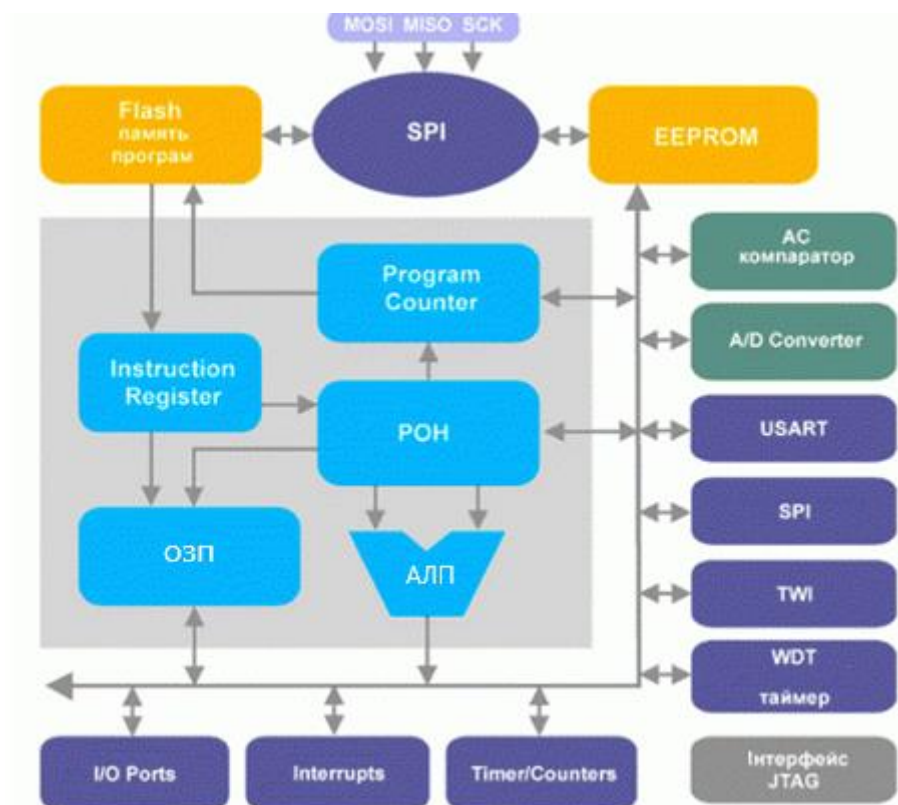 MOSI MISO SCK
Flash
память
програм
SPI
EEPROM
AC
компаратор
Program
Counter
A/D Converter
Instruction
Register
РОН
USART
SPI
ОЗП
АЛП
TWI
WDT
таймер
I/O Ports
Interrupts
Timer/Counters
Інтерфейс
JTAG